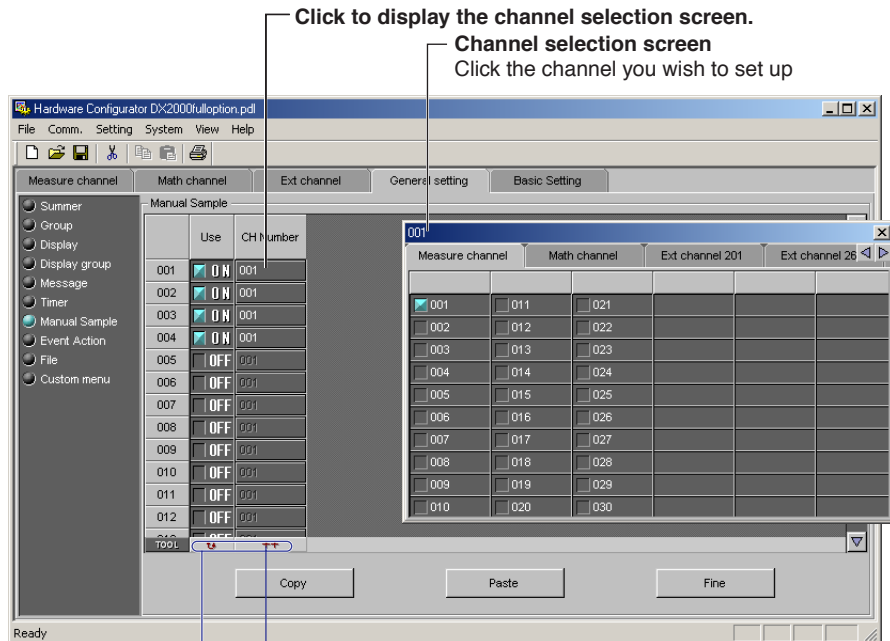 Click to display the channel selection screen.
Channel selection screen
Click the channel you wish to set up
Hardware Configurator DX2000fulloption.pdl
File Comm. Setting System View Help
Measure channel Math channel Ext channel General setting Basic Setting
Summer
Group
Display
Display group
Message
Timer
Manual Sample
Event Action
File
Custom menu
Manual Sample
Use CH Number
001 ON 001
002 ON 001
003 ON 001
004 ON 001
005 OFF 001
006 OFF 001
007 OFF 001
008 OFF 001
009 OFF 001
010 OFF 001
011 OFF 001
012 OFF 001
TOOL
001
Measure channel Math channel Ext channel 201 Ext channel 26
001 011 021
002 012 022
003 013 023
004 014 024
005 015 025
006 016 026
007 017 027
008 018 028
009 019 029
010 020 030
Copy Paste Fine
Ready